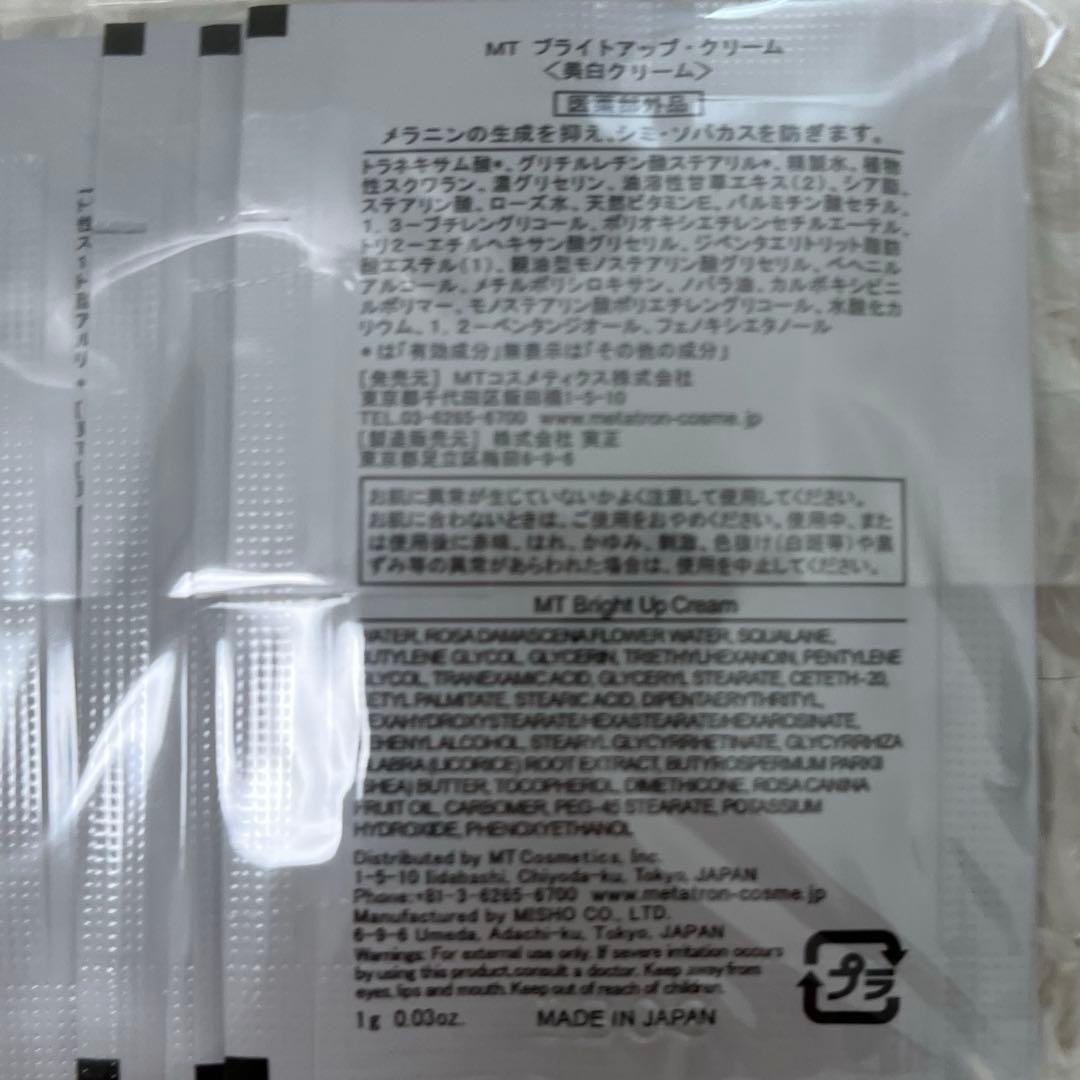 MT ブライトアップ・クリーム
〈美白クリーム〉
医薬部外品
メラニンの生成を抑え、シミ・ソバカスを防ぎます。
トラネキサム酸*、グリチルレチン酸ステアリル*、精製水、植物
性スクワラン、濃グリセリン、油溶性甘草エキス(2)、シア脂、
ステアリン酸、ローズ水、天然ビタミンE、パルミチン酸セチル、
1,3-ブチレングリコール、ポリオキシエチレンセチルエーテル、
トリ2-エチルヘキサン酸グリセリル、ジペンタエリトリット脂肪
酸エステル(1)、親油型モノステアリン酸グリセリル、ベヘニル
アルコール、メチルポリシロキサン、ノバラ油、カルボキシビニ
ルポリマー、モノステアリン酸ポリエチレングリコール、水酸化カ
リウム、1,2-ペンタンジオール、フェノキシエタノール
*は「有効成分」無表示は「その他の成分」
[発売元] MTコスメティクス株式会社
東京都千代田区飯田橋1-5-10
TEL.03-6265-6700 www.metatron-cosme.jp
[製造販売元] 株式会社 実正
東京都足立区梅田6-9-6
お肌に異常が生じていないかよく注意して使用してください。
お肌に合わないときは、ご使用をおやめください。使用中、また
は使用後に赤味、はれ、かゆみ、刺激、色抜け(白斑等)や黒
ずみ等の異常があらわれた場合は、使用を中止してください。
MT Bright Up Cream
WATER, ROSA DAMASCENA FLOWER WATER, SQUALANE,
BUTYLENE GLYCOL, GLYCERIN, TRIETHYLHEXANOIN, PENTYLENE
GLYCOL, TRANEXAMIC ACID, GLYCERYL STEARATE, CETETH-20,
CETYL PALMITATE, STEARIC ACID, DIPENTAERYTHRITYL
HEXAHYDROXYSTEARATE/HEXASTEARATE/HEXAROSINATE,
BEHENYL ALCOHOL, STEARYL GLYCYRRHETINATE, GLYCYRRHIZA
GLABRA (LICORICE) ROOT EXTRACT, BUTYROSPERMUM PARKII
(SHEA) BUTTER, TOCOPHEROL, DIMETHICONE, ROSA CANINA
FRUIT OIL, CARBOMER, PEG-45 STEARATE, POTASSIUM
HYDROXIDE, PHENOXYETHANOL
Distributed by MT Cosmetics, Inc.
1-5-10 Iidabashi, Chiyoda-ku, Tokyo, JAPAN
Phone:+81-3-6265-6700 www.metatron-cosme.jp
Manufactured by MISHO CO., LTD.
6-9-6 Umeda, Adachi-ku, Tokyo, JAPAN
Warnings: For external use only. If severe irritation occurs
by using this product,consult a doctor. Keep away from
eyes, lips and mouth. Keep out of reach of children.
1g 0.03oz. MADE IN JAPAN
プラ